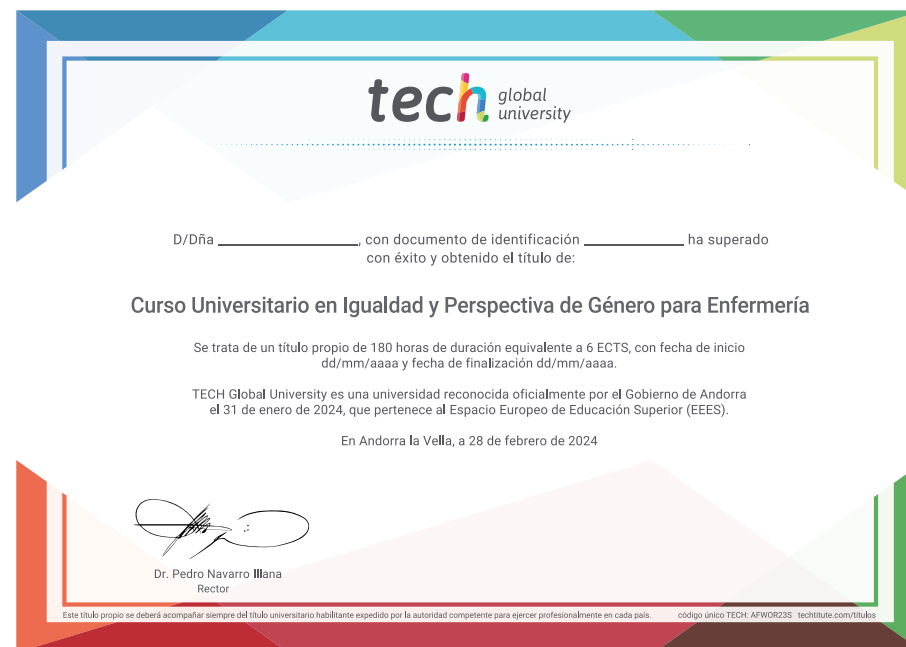 tech global university
D/Dña ____________________, con documento de identificación ______________ ha superado
con éxito y obtenido el título de:
Curso Universitario en Igualdad y Perspectiva de Género para Enfermería
Se trata de un título propio de 180 horas de duración equivalente a 6 ECTS, con fecha de inicio
dd/mm/aaaa y fecha de finalización dd/mm/aaaa.
TECH Global University es una universidad reconocida oficialmente por el Gobierno de Andorra
el 31 de enero de 2024, que pertenece al Espacio Europeo de Educación Superior (EEES).
En Andorra la Vella, a 28 de febrero de 2024
Dr. Pedro Navarro Illana
Rector
Este título propio se deberá acompañar siempre del título universitario habilitante expedido por la autoridad competente para ejercer profesionalmente en cada país. código único TECH: AFWOR23S techtitute.com/titulos